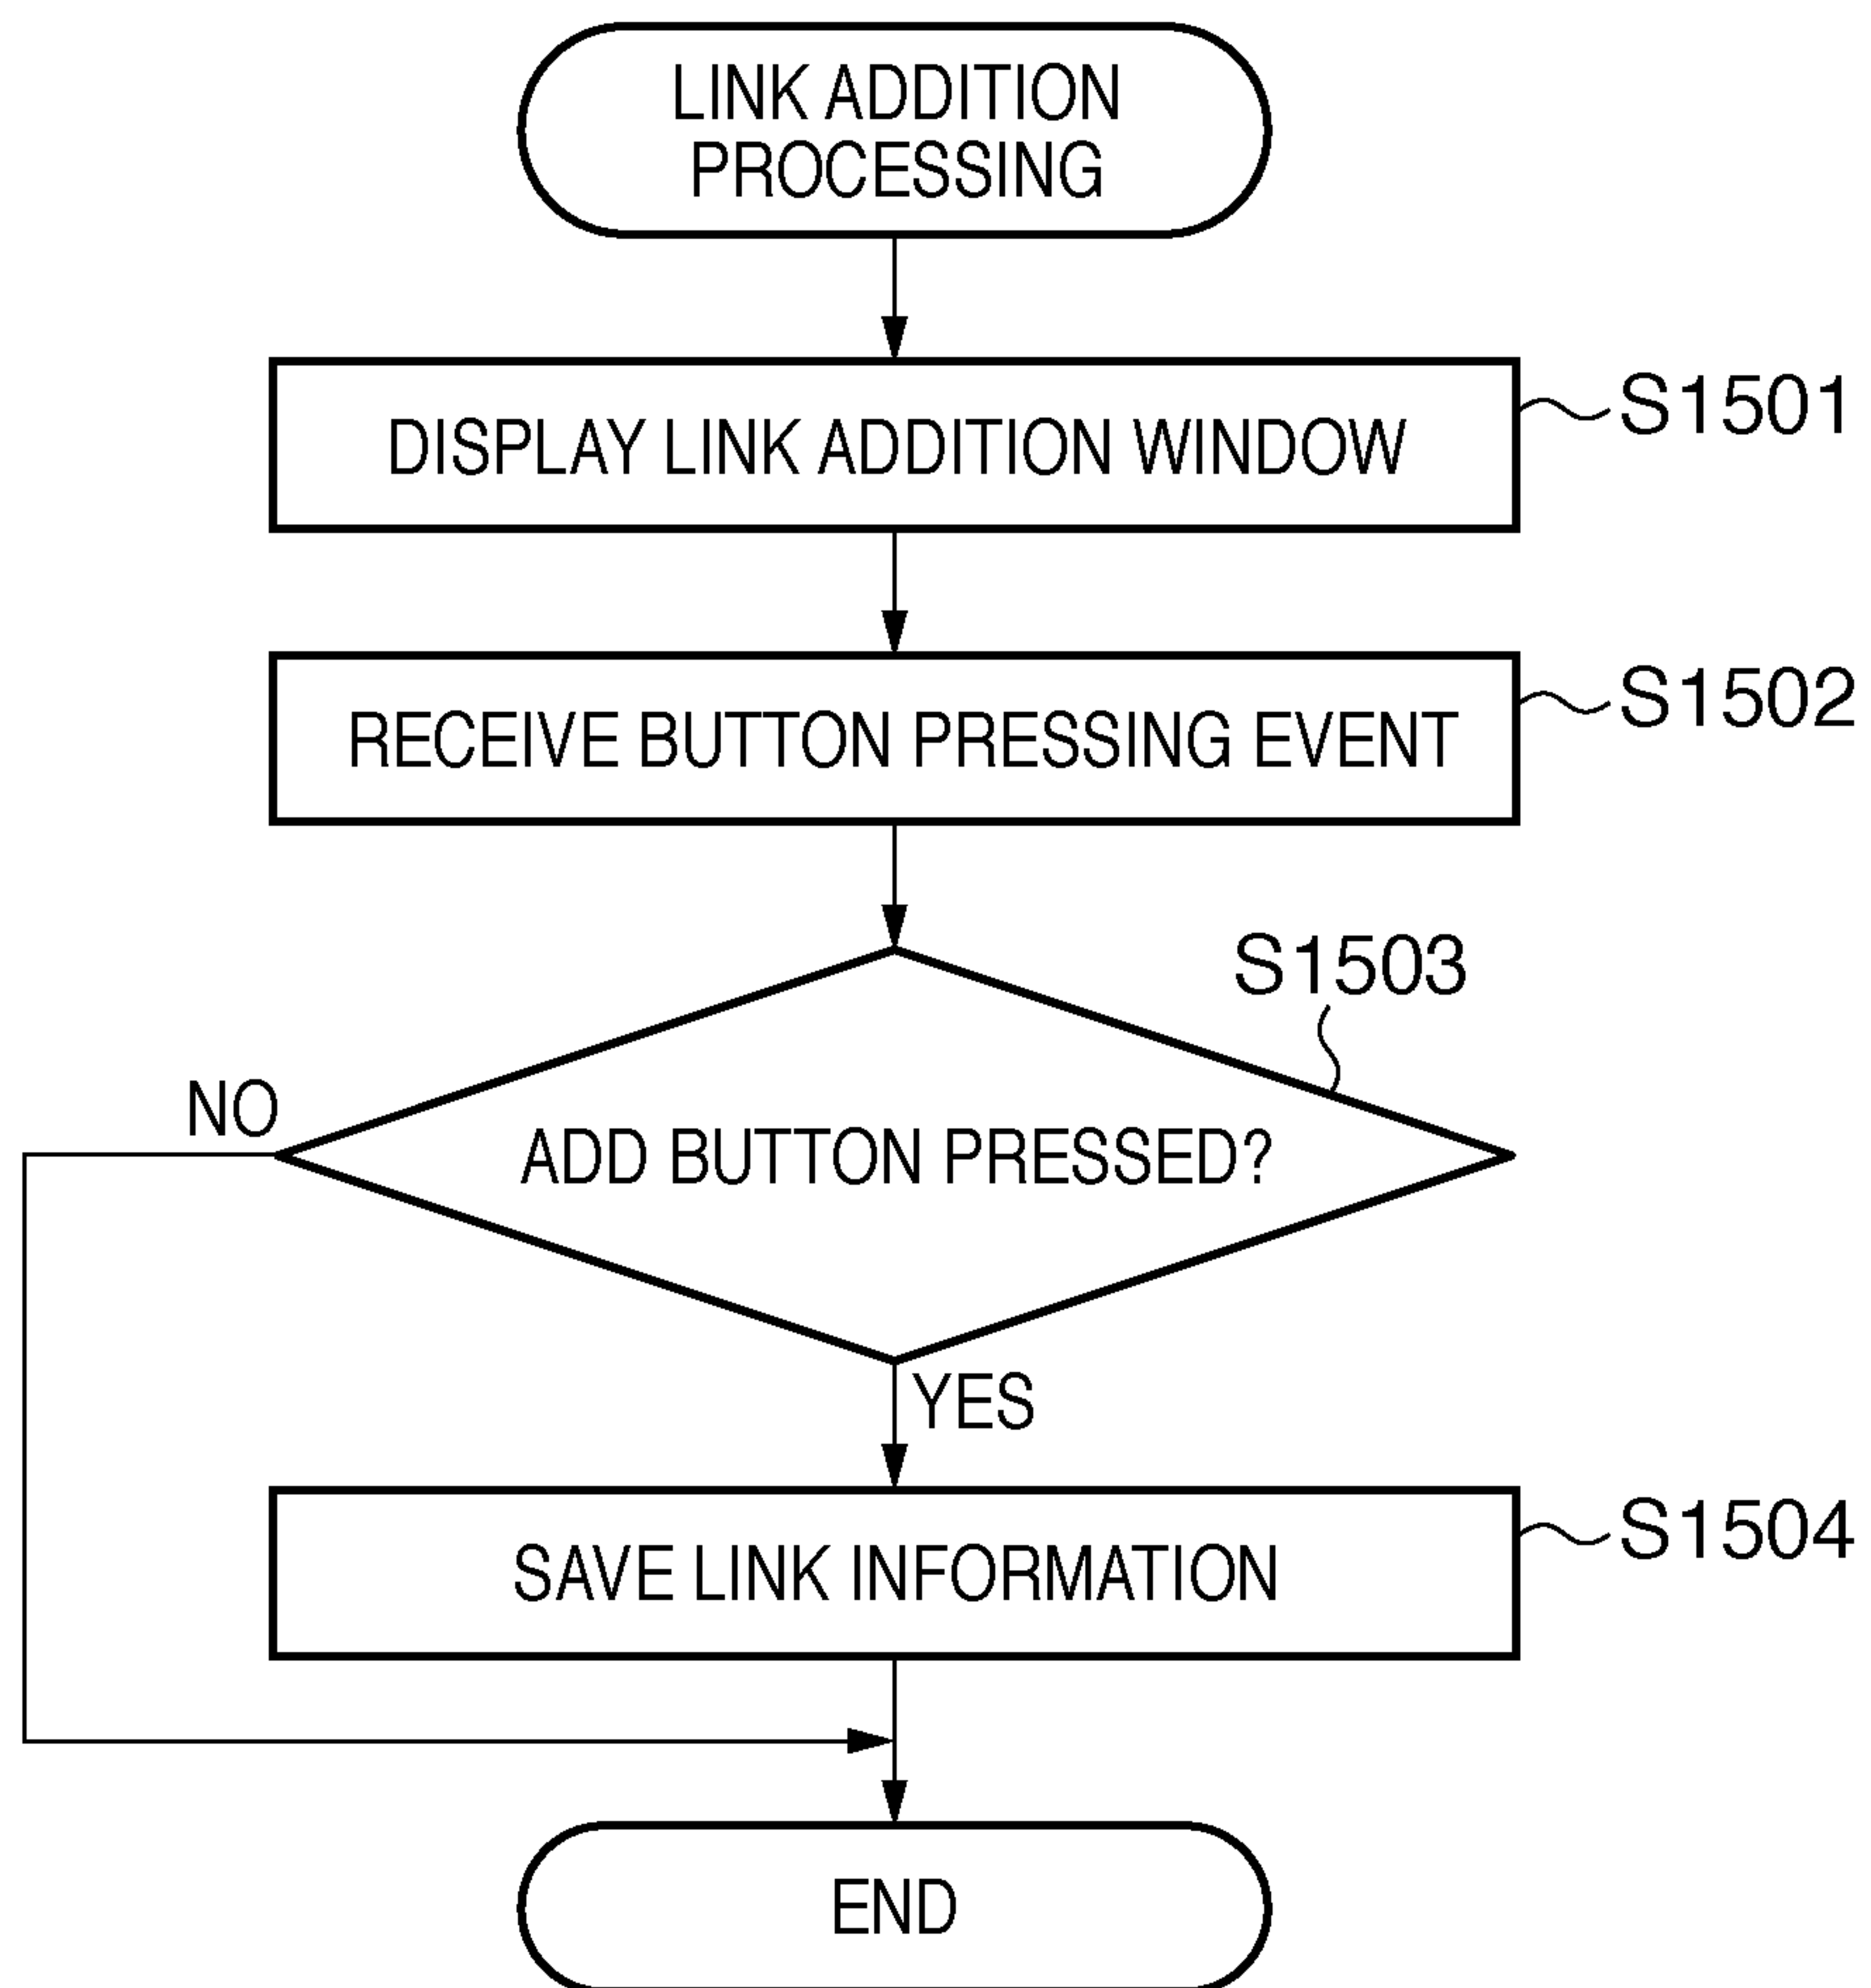 LINK ADDITION
PROCESSING
DISPLAY LINK ADDITION WINDOW
S1501
RECEIVE BUTTON PRESSING EVENT
S1502
S1503
NO
ADD BUTTON PRESSED?
YES
SAVE LINK INFORMATION
S1504
END